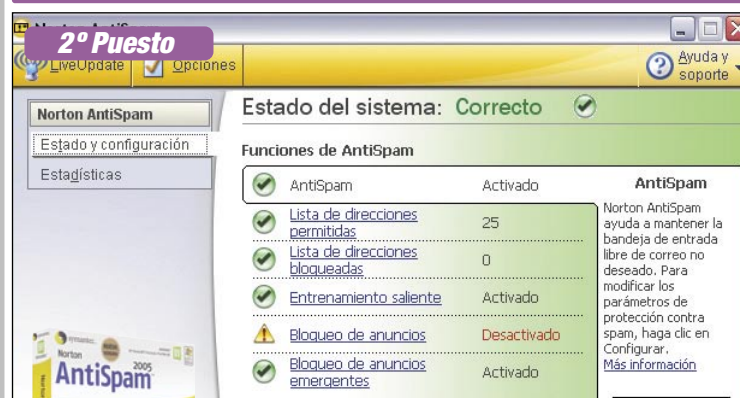 2º Puesto
LiveUpdate
Opciones
Ayuda y
soporte
Norton AntiSpam
Estado y configuración
Estadísticas
Estado del sistema: Correcto
Funciones de AntiSpam
AntiSpam Activado
Lista de direcciones
permitidas 25
Lista de direcciones
bloqueadas 0
Entrenamiento saliente Activado
Bloqueo de anuncios Desactivado
Bloqueo de anuncios
emergentes Activado
AntiSpam
Norton AntiSpam
ayuda a mantener la
bandeja de entrada
libre de correo no
deseado. Para
modificar los
parámetros de
protección contra
spam, haga clic en
Configurar.
Más información
symantec.
Norton
2005
AntiSpam